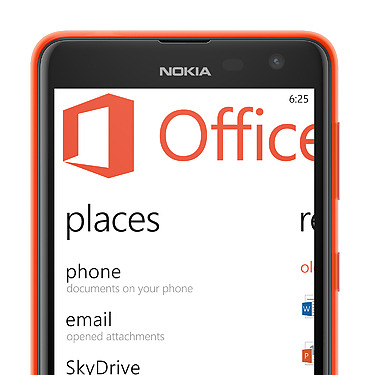 NOKIA
6:25
Office
places
phone
documents on your phone
email
opened attachments
SkyDrive
re
ol